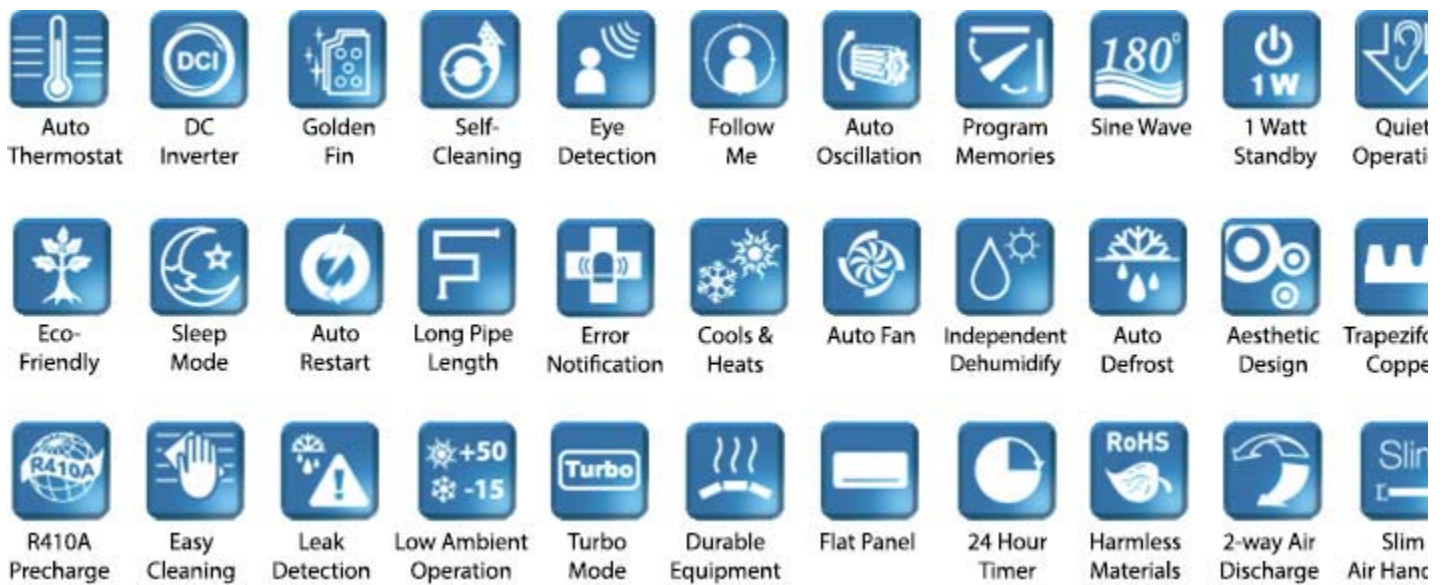 DCI
180°
1 W
Auto Thermostat
DC Inverter
Golden Fin
Self-Cleaning
Eye Detection
Follow Me
Auto Oscillation
Program Memories
Sine Wave
1 Watt Standby
Quiet
Eco-Friendly
Sleep Mode
Auto Restart
Long Pipe Length
Error Notification
Cools & Heats
Auto Fan
Independent Dehumidify
Auto Defrost
Aesthetic Design
R410A
+50
-15
Turbo
RoHS
R410A Precharge
Easy Cleaning
Leak Detection
Low Ambient Operation
Turbo Mode
Durable Equipment
Flat Panel
24 Hour Timer
Harmless Materials
2-way Air Discharge
Slim
Air